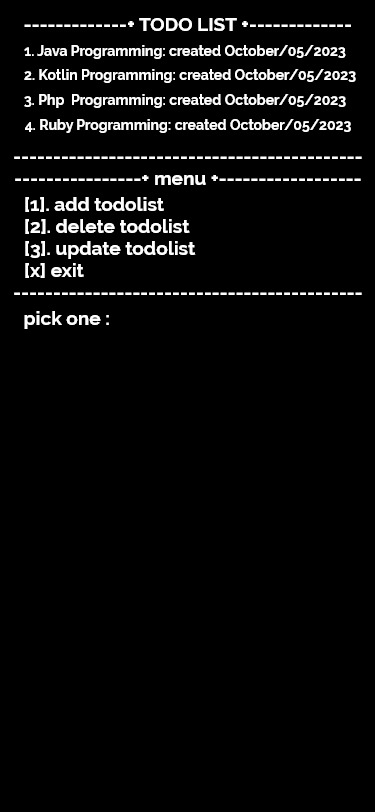 -------------+ TODO LIST +-------------
1. Java Programming: created October/05/2023
2. Kotlin Programming: created October/05/2023
3. Php  Programming: created October/05/2023
4. Ruby Programming: created October/05/2023
--------------------------------------------
----------------+ menu +------------------
[1]. add todolist
[2]. delete todolist
[3]. update todolist
[x] exit
--------------------------------------------
pick one :